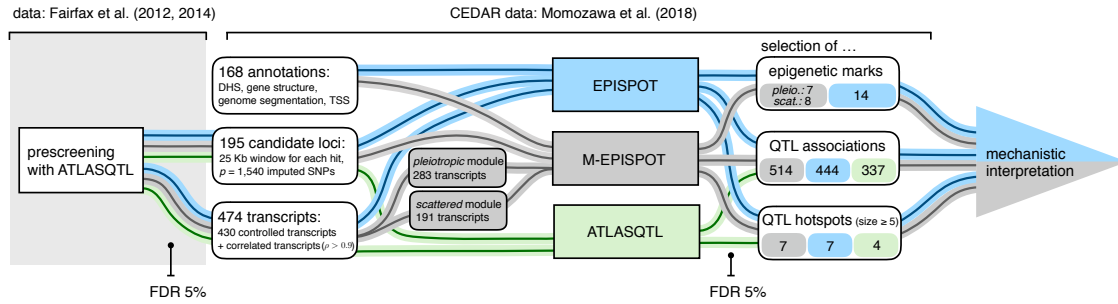 data: Fairfax et al. (2012, 2014)
CEDAR data: Momozawa et al. (2018)
selection of ...
168 annotations:
DHS, gene structure,
genome segmentation, TSS
EPISPOT
epigenetic marks
pleio.: 7
scat.: 8
14
prescreening
with ATLASQTL
195 candidate loci:
25 Kb window for each hit,
p = 1,540 imputed SNPs
pleiotropic module
283 transcripts
M-EPISPOT
QTL associations
514 444 337
mechanistic
interpretation
scattered module
191 transcripts
474 transcripts:
430 controlled transcripts
+ correlated transcripts (ρ > 0.9)
ATLASQTL
QTL hotspots (size ≥ 5)
7 7 4
FDR 5%
FDR 5%